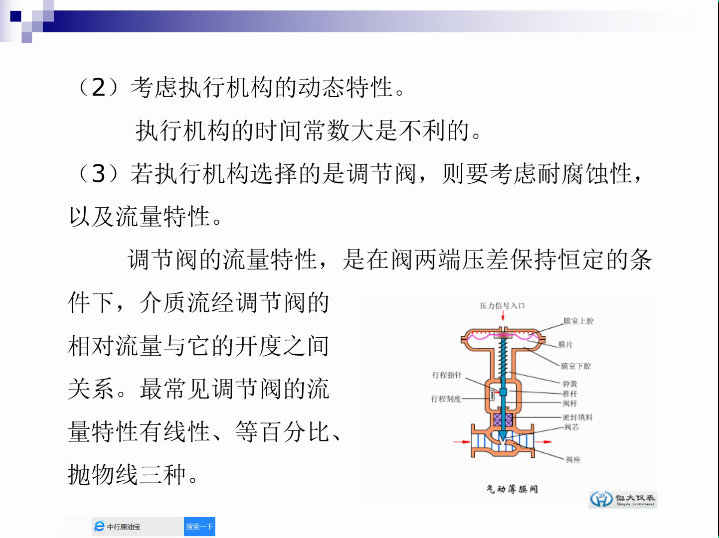 （2）考虑执行机构的动态特性。
执行机构的时间常数大是不利的。
（3）若执行机构选择的是调节阀，则要考虑耐腐蚀性，
以及流量特性。
调节阀的流量特性，是在阀两端压差保持恒定的条
件下，介质流经调节阀的
相对流量与它的开度之间
关系。最常见调节阀的流
量特性有线性、等百分比、
抛物线三种。
压力信号入口
膜室上腔
膜片
膜室下腔
行程指针
弹簧
推杆
行程刻度
阀杆
密封填料
阀芯
阀座
气动薄膜阀
恒大仪表
中行原油宝
搜索一下